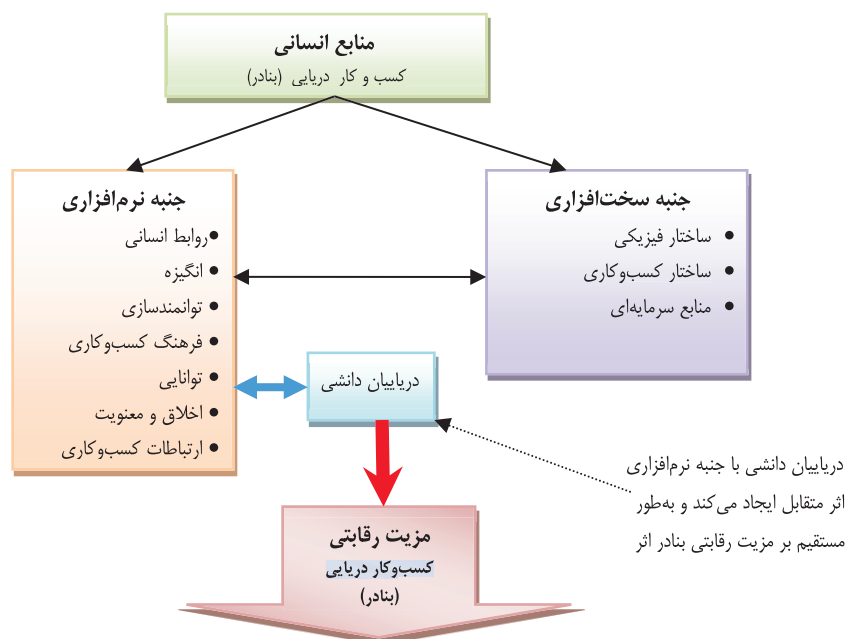 منابع انسانی
کسب و کار دریایی (بنادر)
جنبه سخت‌افزاری
• ساختار فیزیکی
• ساختار کسب‌وکاری
• منابع سرمایه‌ای
جنبه نرم‌افزاری
• روابط انسانی
• انگیزه
• توانمندسازی
• فرهنگ کسب‌وکاری
• توانایی
• اخلاق و معنویت
• ارتباطات کسب‌وکاری
دریاییان دانشی
دریاییان دانشی با جنبه نرم‌افزاری
اثر متقابل ایجاد می‌کند و به‌طور
مستقیم بر مزیت رقابتی بنادر اثر
مزیت رقابتی
کسب‌وکار دریایی
(بنادر)